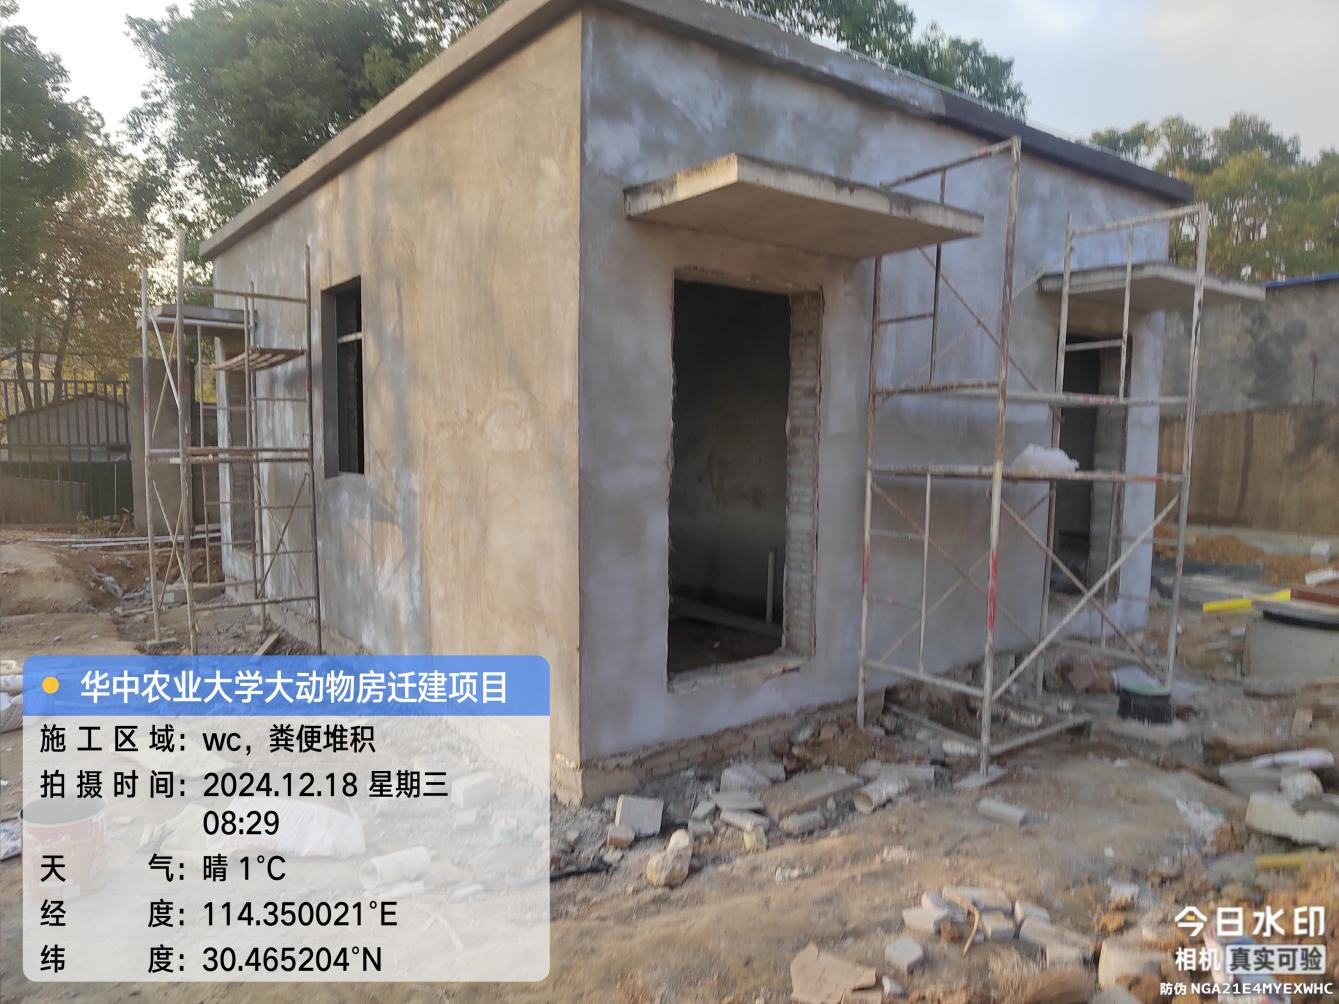 华中农业大学大动物房迁建项目
施工区域：wc，粪便堆积
拍摄时间：2024.12.18 星期三
08:29
天气：晴 1℃
经度：114.350021°E
纬度：30.465204°N
今日水印
相机 真实可验
防伪 NGA21E4MYEXWHC